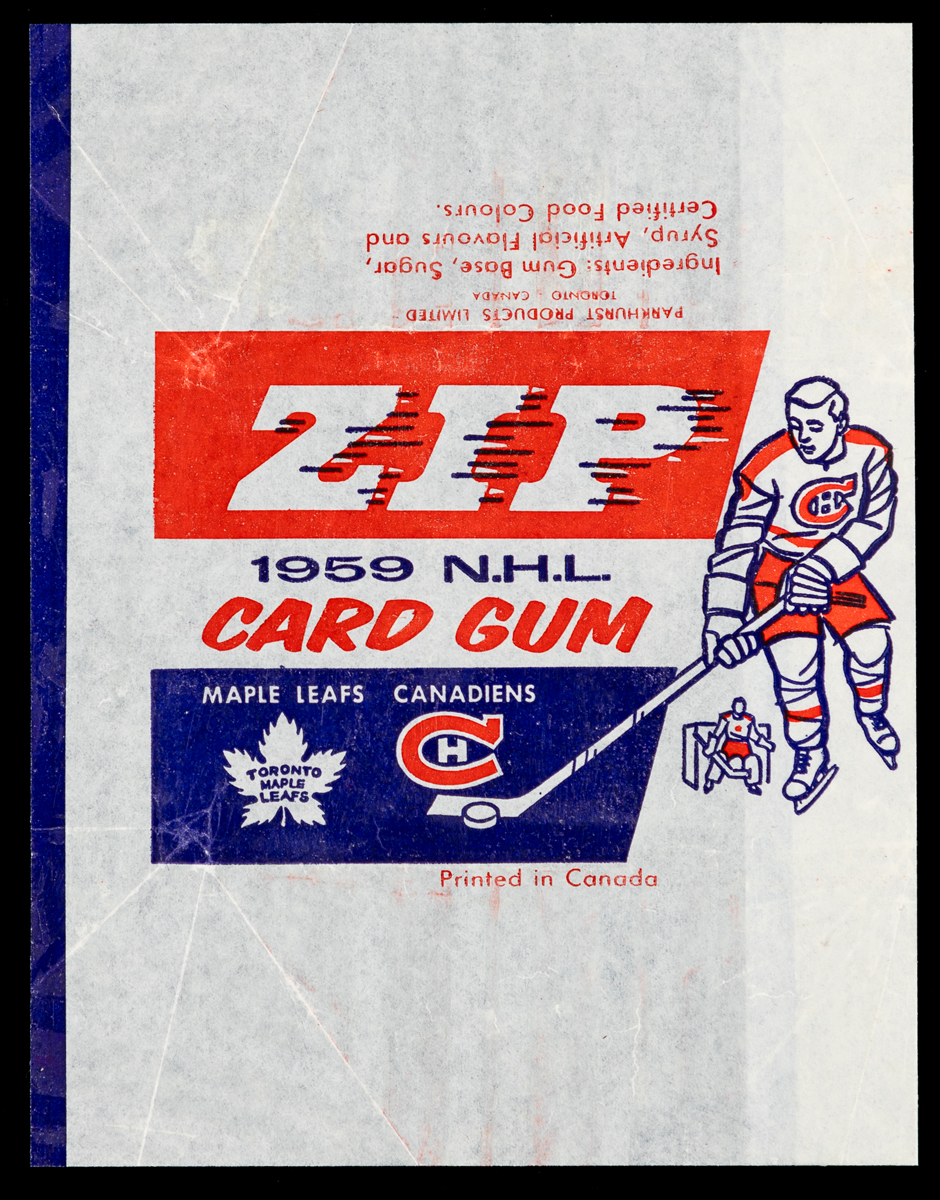 Ingredients: Gum Base, Sugar,
Syrup, Artificial Flavours and
Certified Food Colours.
PARKHURST PRODUCTS LIMITED
TORONTO - CANADA
ZIP
1959 N.H.L.
CARD GUM
MAPLE LEAFS CANADIENS
TORONTO
MAPLE
LEAFS
CH
CH
Printed in Canada